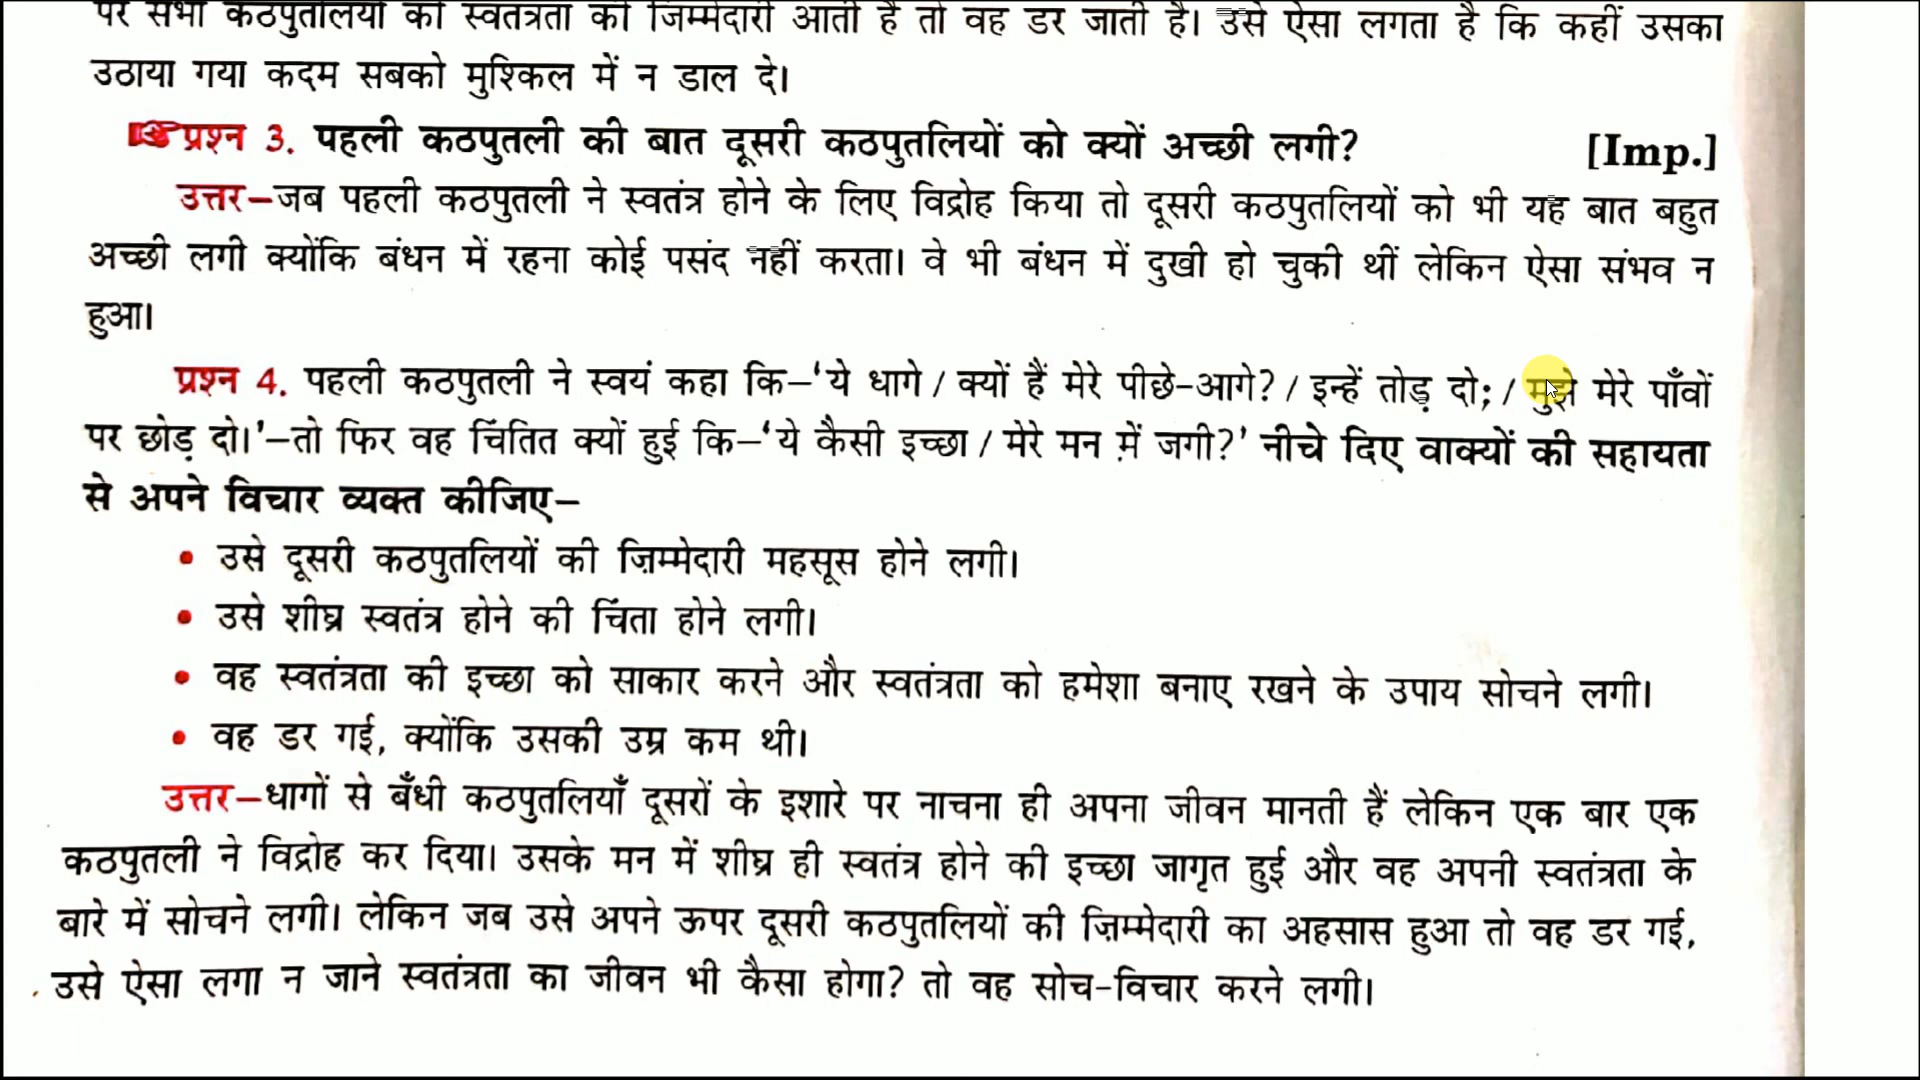 पर सभी कठपुतलियों की स्वतंत्रता की जिम्मेदारी आती है तो वह डर जाती है। उसे ऐसा लगता है कि कहीं उसका
उठाया गया कदम सबको मुश्किल में न डाल दे।
प्रश्न 3. पहली कठपुतली की बात दूसरी कठपुतलियों को क्यों अच्छी लगी? [Imp.]
उत्तर–जब पहली कठपुतली ने स्वतंत्र होने के लिए विद्रोह किया तो दूसरी कठपुतलियों को भी यह बात बहुत
अच्छी लगी क्योंकि बंधन में रहना कोई पसंद नहीं करता। वे भी बंधन में दुखी हो चुकी थीं लेकिन ऐसा संभव न
हुआ।
प्रश्न 4. पहली कठपुतली ने स्वयं कहा कि–‘ये धागे / क्यों हैं मेरे पीछे-आगे? / इन्हें तोड़ दो; / मुझे मेरे पाँवों
पर छोड़ दो।’–तो फिर वह चिंतित क्यों हुई कि–‘ये कैसी इच्छा / मेरे मन में जगी?’ नीचे दिए वाक्यों की सहायता
से अपने विचार व्यक्त कीजिए–
• उसे दूसरी कठपुतलियों की ज़िम्मेदारी महसूस होने लगी।
• उसे शीघ्र स्वतंत्र होने की चिंता होने लगी।
• वह स्वतंत्रता की इच्छा को साकार करने और स्वतंत्रता को हमेशा बनाए रखने के उपाय सोचने लगी।
• वह डर गई, क्योंकि उसकी उम्र कम थी।
उत्तर–धागों से बँधी कठपुतलियाँ दूसरों के इशारे पर नाचना ही अपना जीवन मानती हैं लेकिन एक बार एक
कठपुतली ने विद्रोह कर दिया। उसके मन में शीघ्र ही स्वतंत्र होने की इच्छा जागृत हुई और वह अपनी स्वतंत्रता के
बारे में सोचने लगी। लेकिन जब उसे अपने ऊपर दूसरी कठपुतलियों की ज़िम्मेदारी का अहसास हुआ तो वह डर गई,
उसे ऐसा लगा न जाने स्वतंत्रता का जीवन भी कैसा होगा? तो वह सोच-विचार करने लगी।